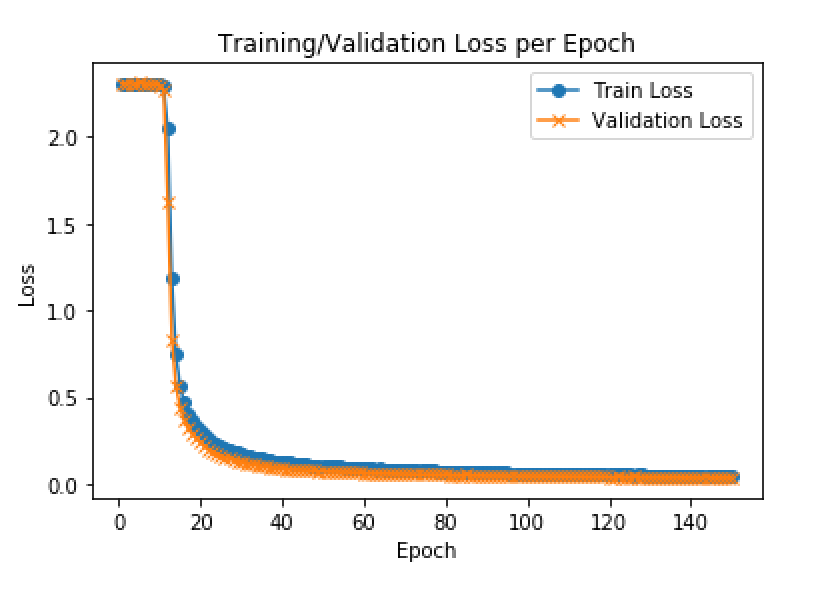 Training/Validation Loss per Epoch
Train Loss
Validation Loss
2.0
1.5
1.0
0.5
0.0
Loss
0 20 40 60 80 100 120 140
Epoch